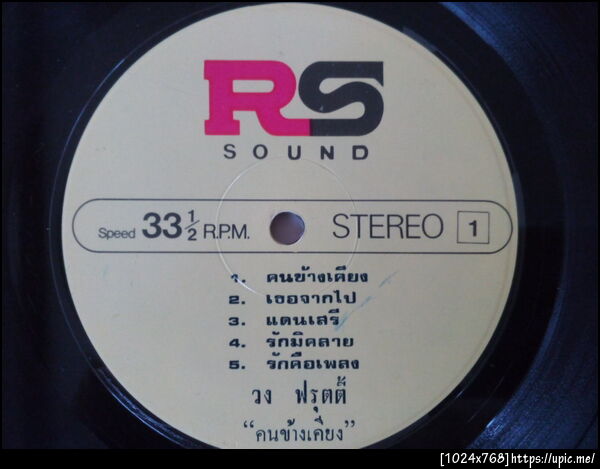 RS
SOUND
Speed 33 1/2 R.P.M. STEREO 1
1. คนข้างเคียง
2. เธอจากไป
3. แดนเสรี
4. รักมิคลาย
5. รักคือเพลง
วง ฟรุตตี้
“คนข้างเคียง”
[1024x768]https://upic.me/